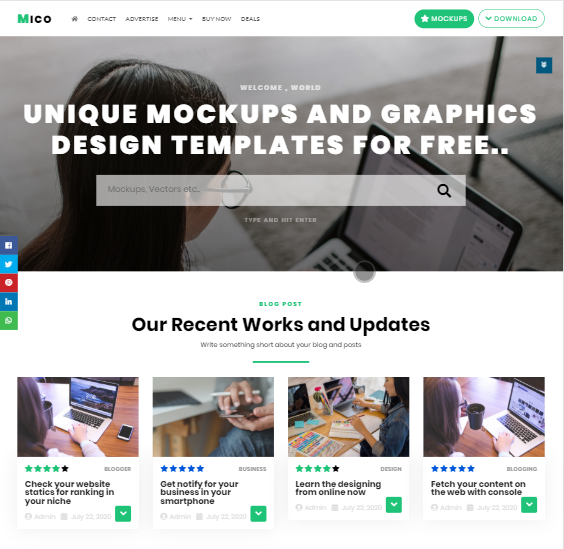 MICO
CONTACT ADVERTISE MENU BUY NOW DEALS
MOCKUPS DOWNLOAD
WELCOME , WORLD
UNIQUE MOCKUPS AND GRAPHICS
DESIGN TEMPLATES FOR FREE..
Mockups, Vectors etc..
TYPE AND HIT ENTER
BLOG POST
Our Recent Works and Updates
Write something short about your blog and posts
BLOGGER
Check your website
statics for ranking in
your niche
Admin July 22, 2020
BUSINESS
Get notify for your
business in your
smartphone
Admin July 22, 2020
DESIGN
Learn the designing
from online now
Admin July 22, 2020
BLOGGING
Fetch your content on
the web with console
Admin July 22, 2020